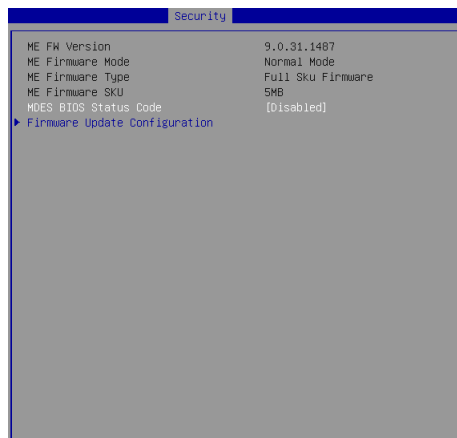 Security
ME FW Version 9.0.31.1487
ME Firmware Mode Normal Mode
ME Firmware Type Full Sku Firmware
ME Firmware SKU 5MB
MDES BIOS Status Code [Disabled]
Firmware Update Configuration